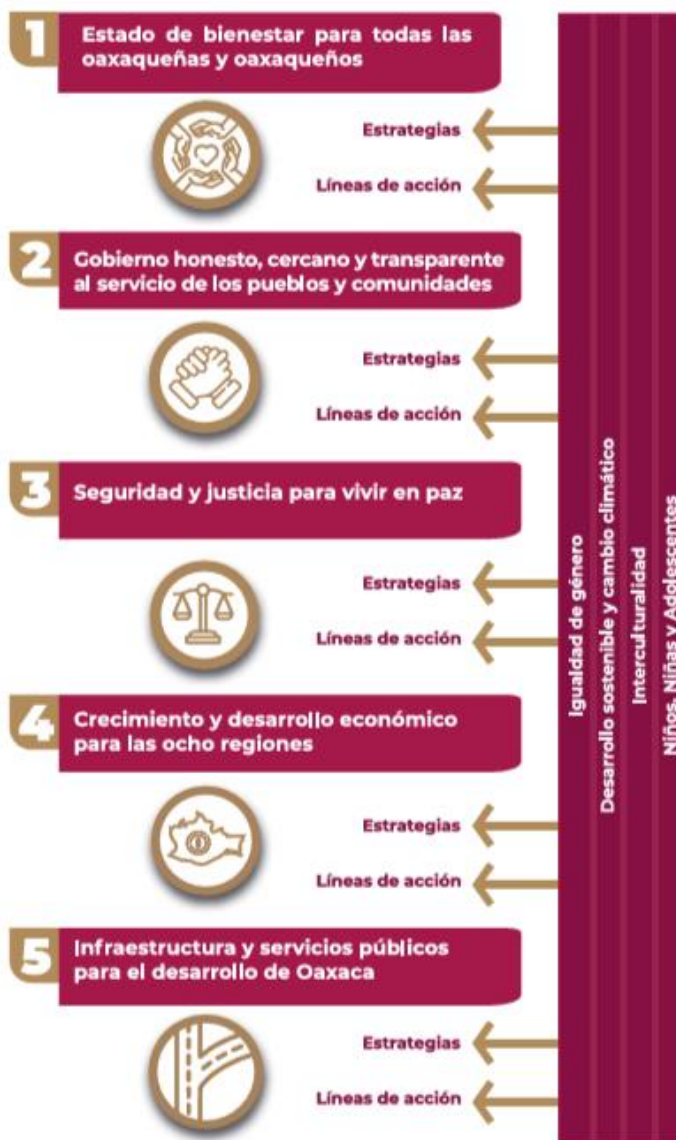 1
Estado de bienestar para todas las
oaxaqueñas y oaxaqueños
Estrategias
Líneas de acción
2
Gobierno honesto, cercano y transparente
al servicio de los pueblos y comunidades
Estrategias
Líneas de acción
3
Seguridad y justicia para vivir en paz
Estrategias
Líneas de acción
4
Crecimiento y desarrollo económico
para las ocho regiones
Estrategias
Líneas de acción
5
Infraestructura y servicios públicos
para el desarrollo de Oaxaca
Estrategias
Líneas de acción
Igualdad de género
Desarrollo sostenible y cambio climático
Interculturalidad
Niños, Niñas y Adolescentes